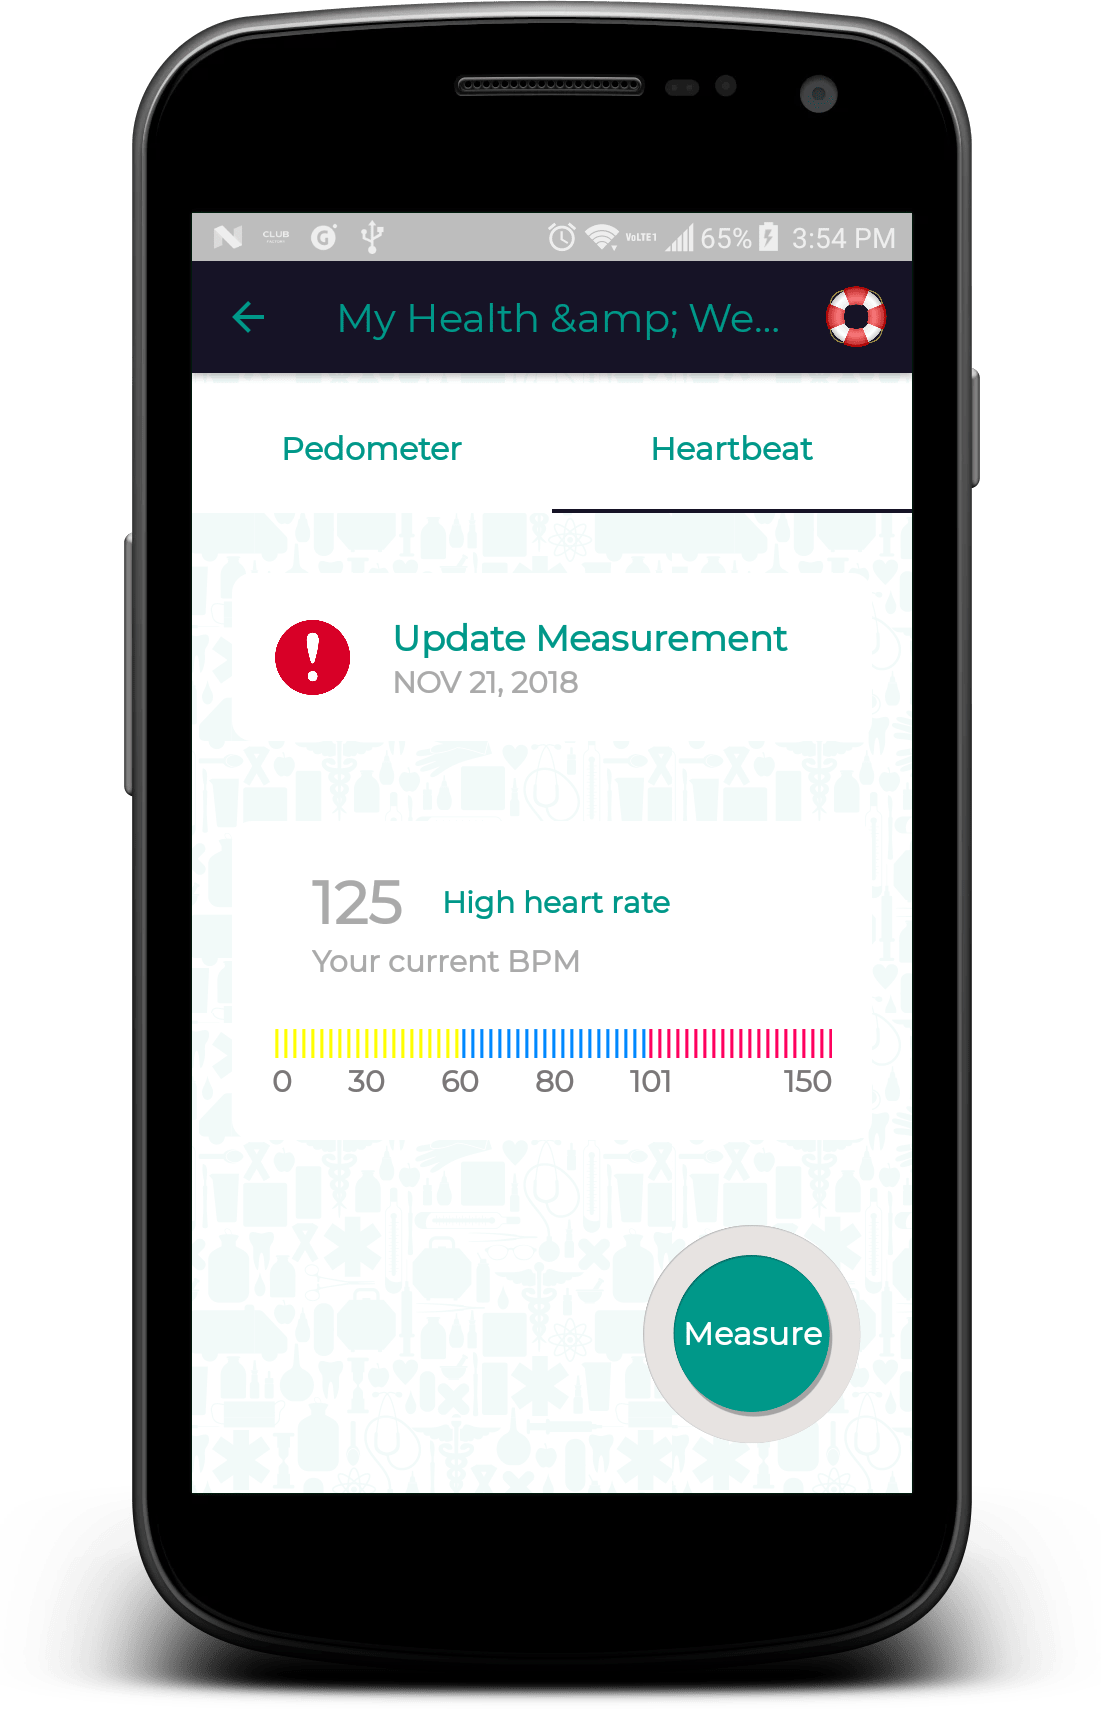 CLUB
FACTORY
VoLTE1 65% 3:54 PM
My Health &amp; We...
Pedometer Heartbeat
Update Measurement
NOV 21, 2018
125 High heart rate
Your current BPM
0 30 60 80 101 150
Measure